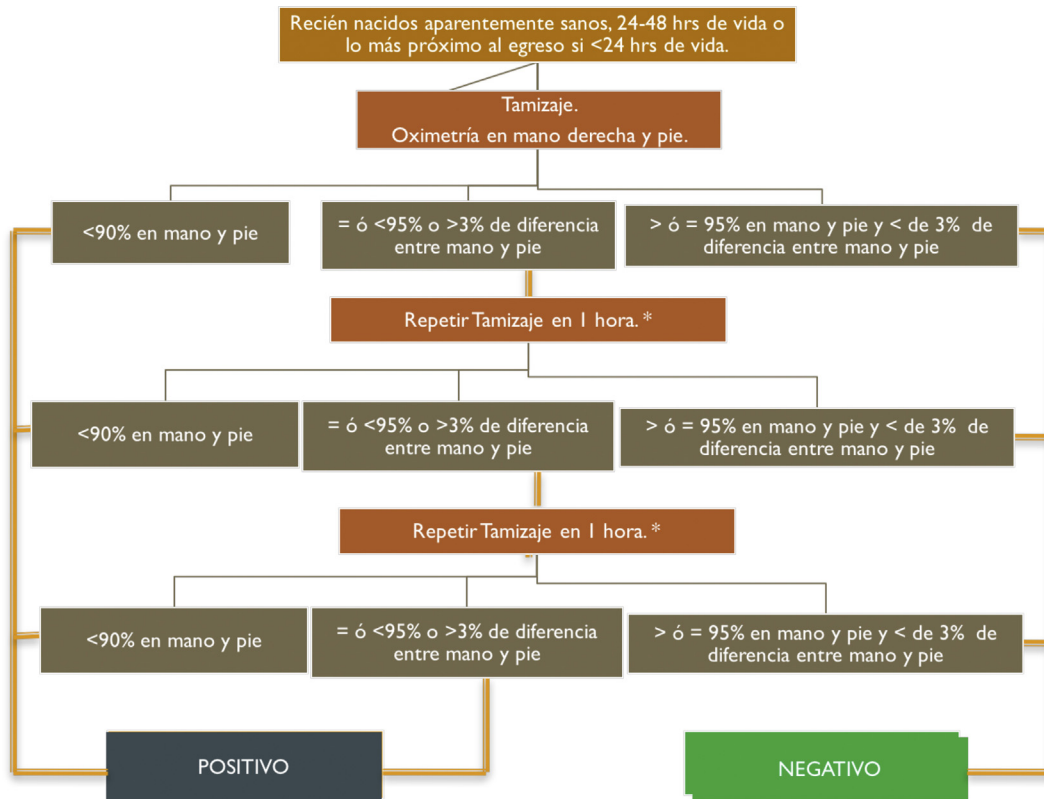 Recién nacidos aparentemente sanos, 24-48 hrs de vida o
lo más próximo al egreso si <24 hrs de vida.
Tamizaje.
Oximetría en mano derecha y pie.
<90% en mano y pie
= ó <95% o >3% de diferencia
entre mano y pie
> ó = 95% en mano y pie y < de 3% de
diferencia entre mano y pie
Repetir Tamizaje en 1 hora. *
<90% en mano y pie
= ó <95% o >3% de diferencia
entre mano y pie
> ó = 95% en mano y pie y < de 3% de
diferencia entre mano y pie
Repetir Tamizaje en 1 hora. *
<90% en mano y pie
= ó <95% o >3% de diferencia
entre mano y pie
> ó = 95% en mano y pie y < de 3% de
diferencia entre mano y pie
POSITIVO
NEGATIVO